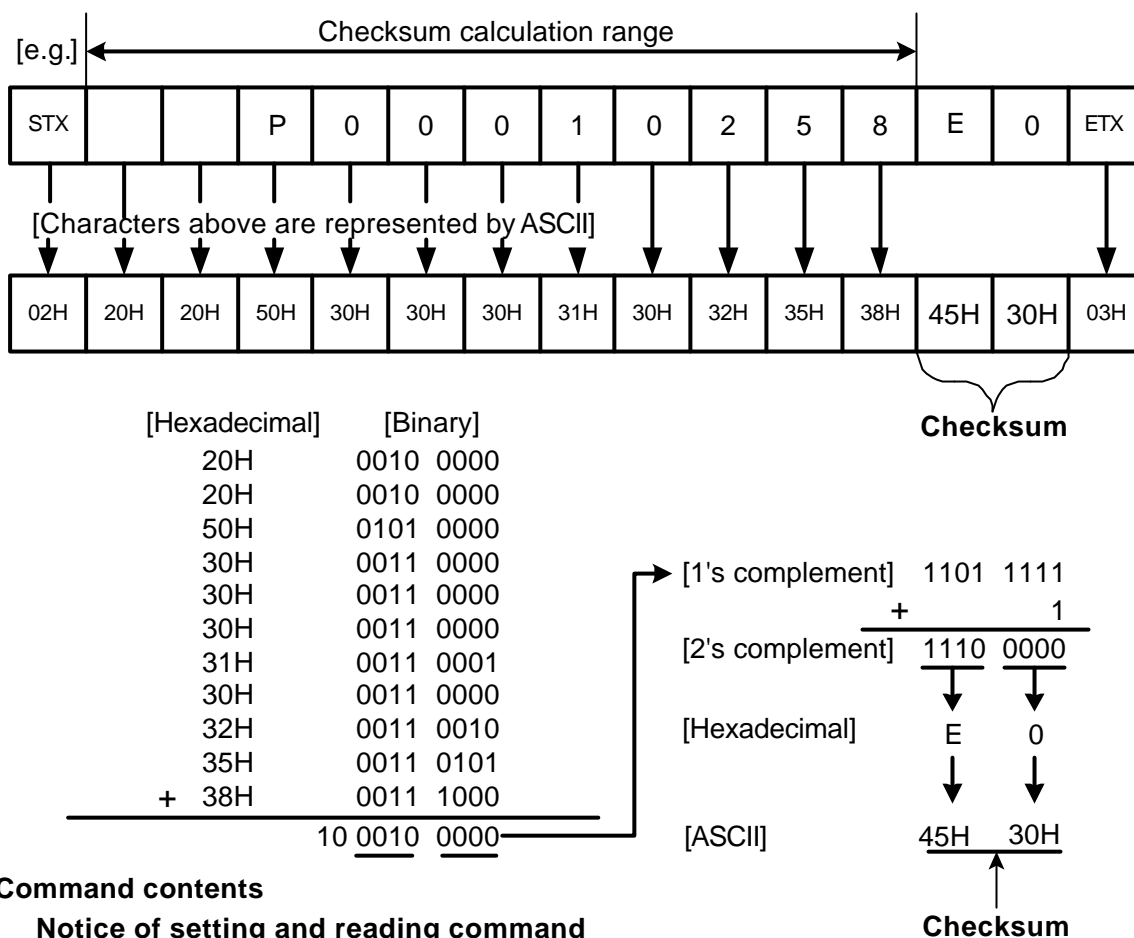 Checksum calculation range
[e.g.]
STX P 0 0 0 1 0 2 5 8 E 0 ETX
[Characters above are represented by ASCII]
02H 20H 20H 50H 30H 30H 30H 31H 30H 32H 35H 38H 45H 30H 03H
Checksum
[Hexadecimal] [Binary]
20H 0010 0000
20H 0010 0000
50H 0101 0000
30H 0011 0000
30H 0011 0000
30H 0011 0000
31H 0011 0001
30H 0011 0000
32H 0011 0010
35H 0011 0101
+ 38H 0011 1000
10 0010 0000
[1's complement] 1101 1111
+ 1
[2's complement] 1110 0000
[Hexadecimal] E 0
[ASCII] 45H 30H
Checksum
Command contents
Notice of setting and reading command